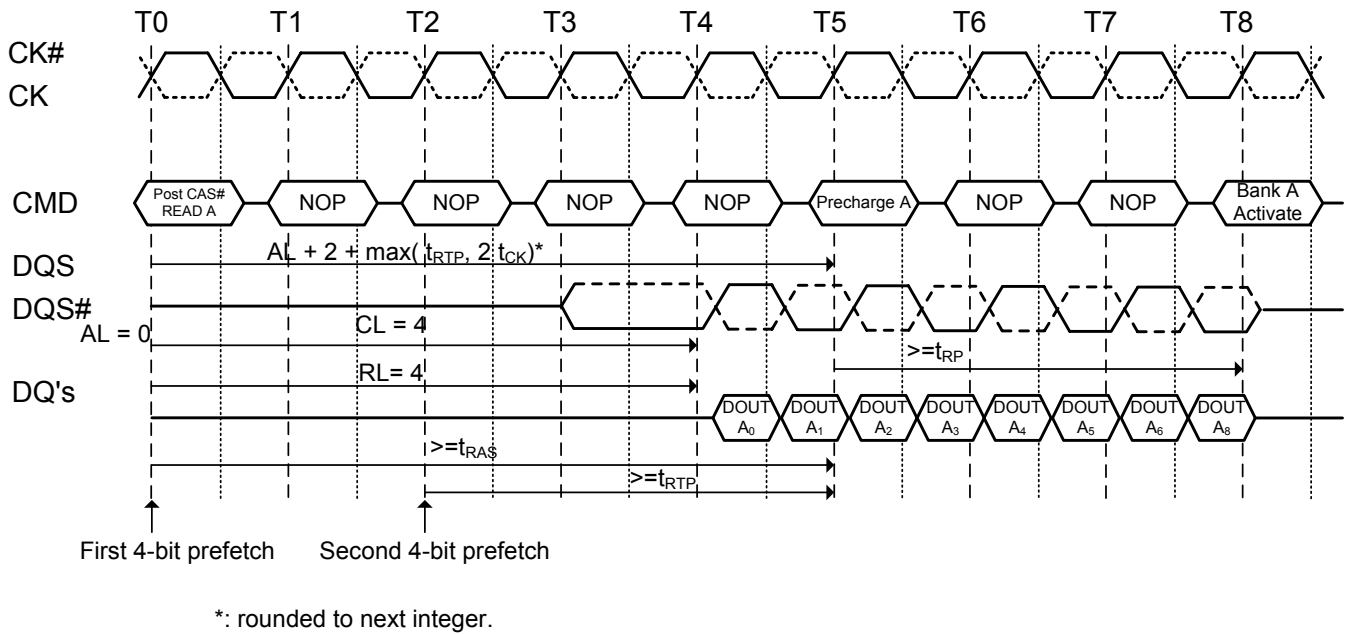 T0 T1 T2 T3 T4 T5 T6 T7 T8
CK#
CK
CMD
Post CAS#
READ A
NOP
NOP
NOP
NOP
Precharge A
NOP
NOP
Bank A
Activate
AL + 2 + max( tRTP, 2 tCK)*
DQS
DQS#
AL = 0
CL = 4
>=tRP
RL= 4
DQ's
DOUT
A0
DOUT
A1
DOUT
A2
DOUT
A3
DOUT
A4
DOUT
A5
DOUT
A6
DOUT
A8
>=tRAS
>=tRTP
First 4-bit prefetch
Second 4-bit prefetch
*: rounded to next integer.